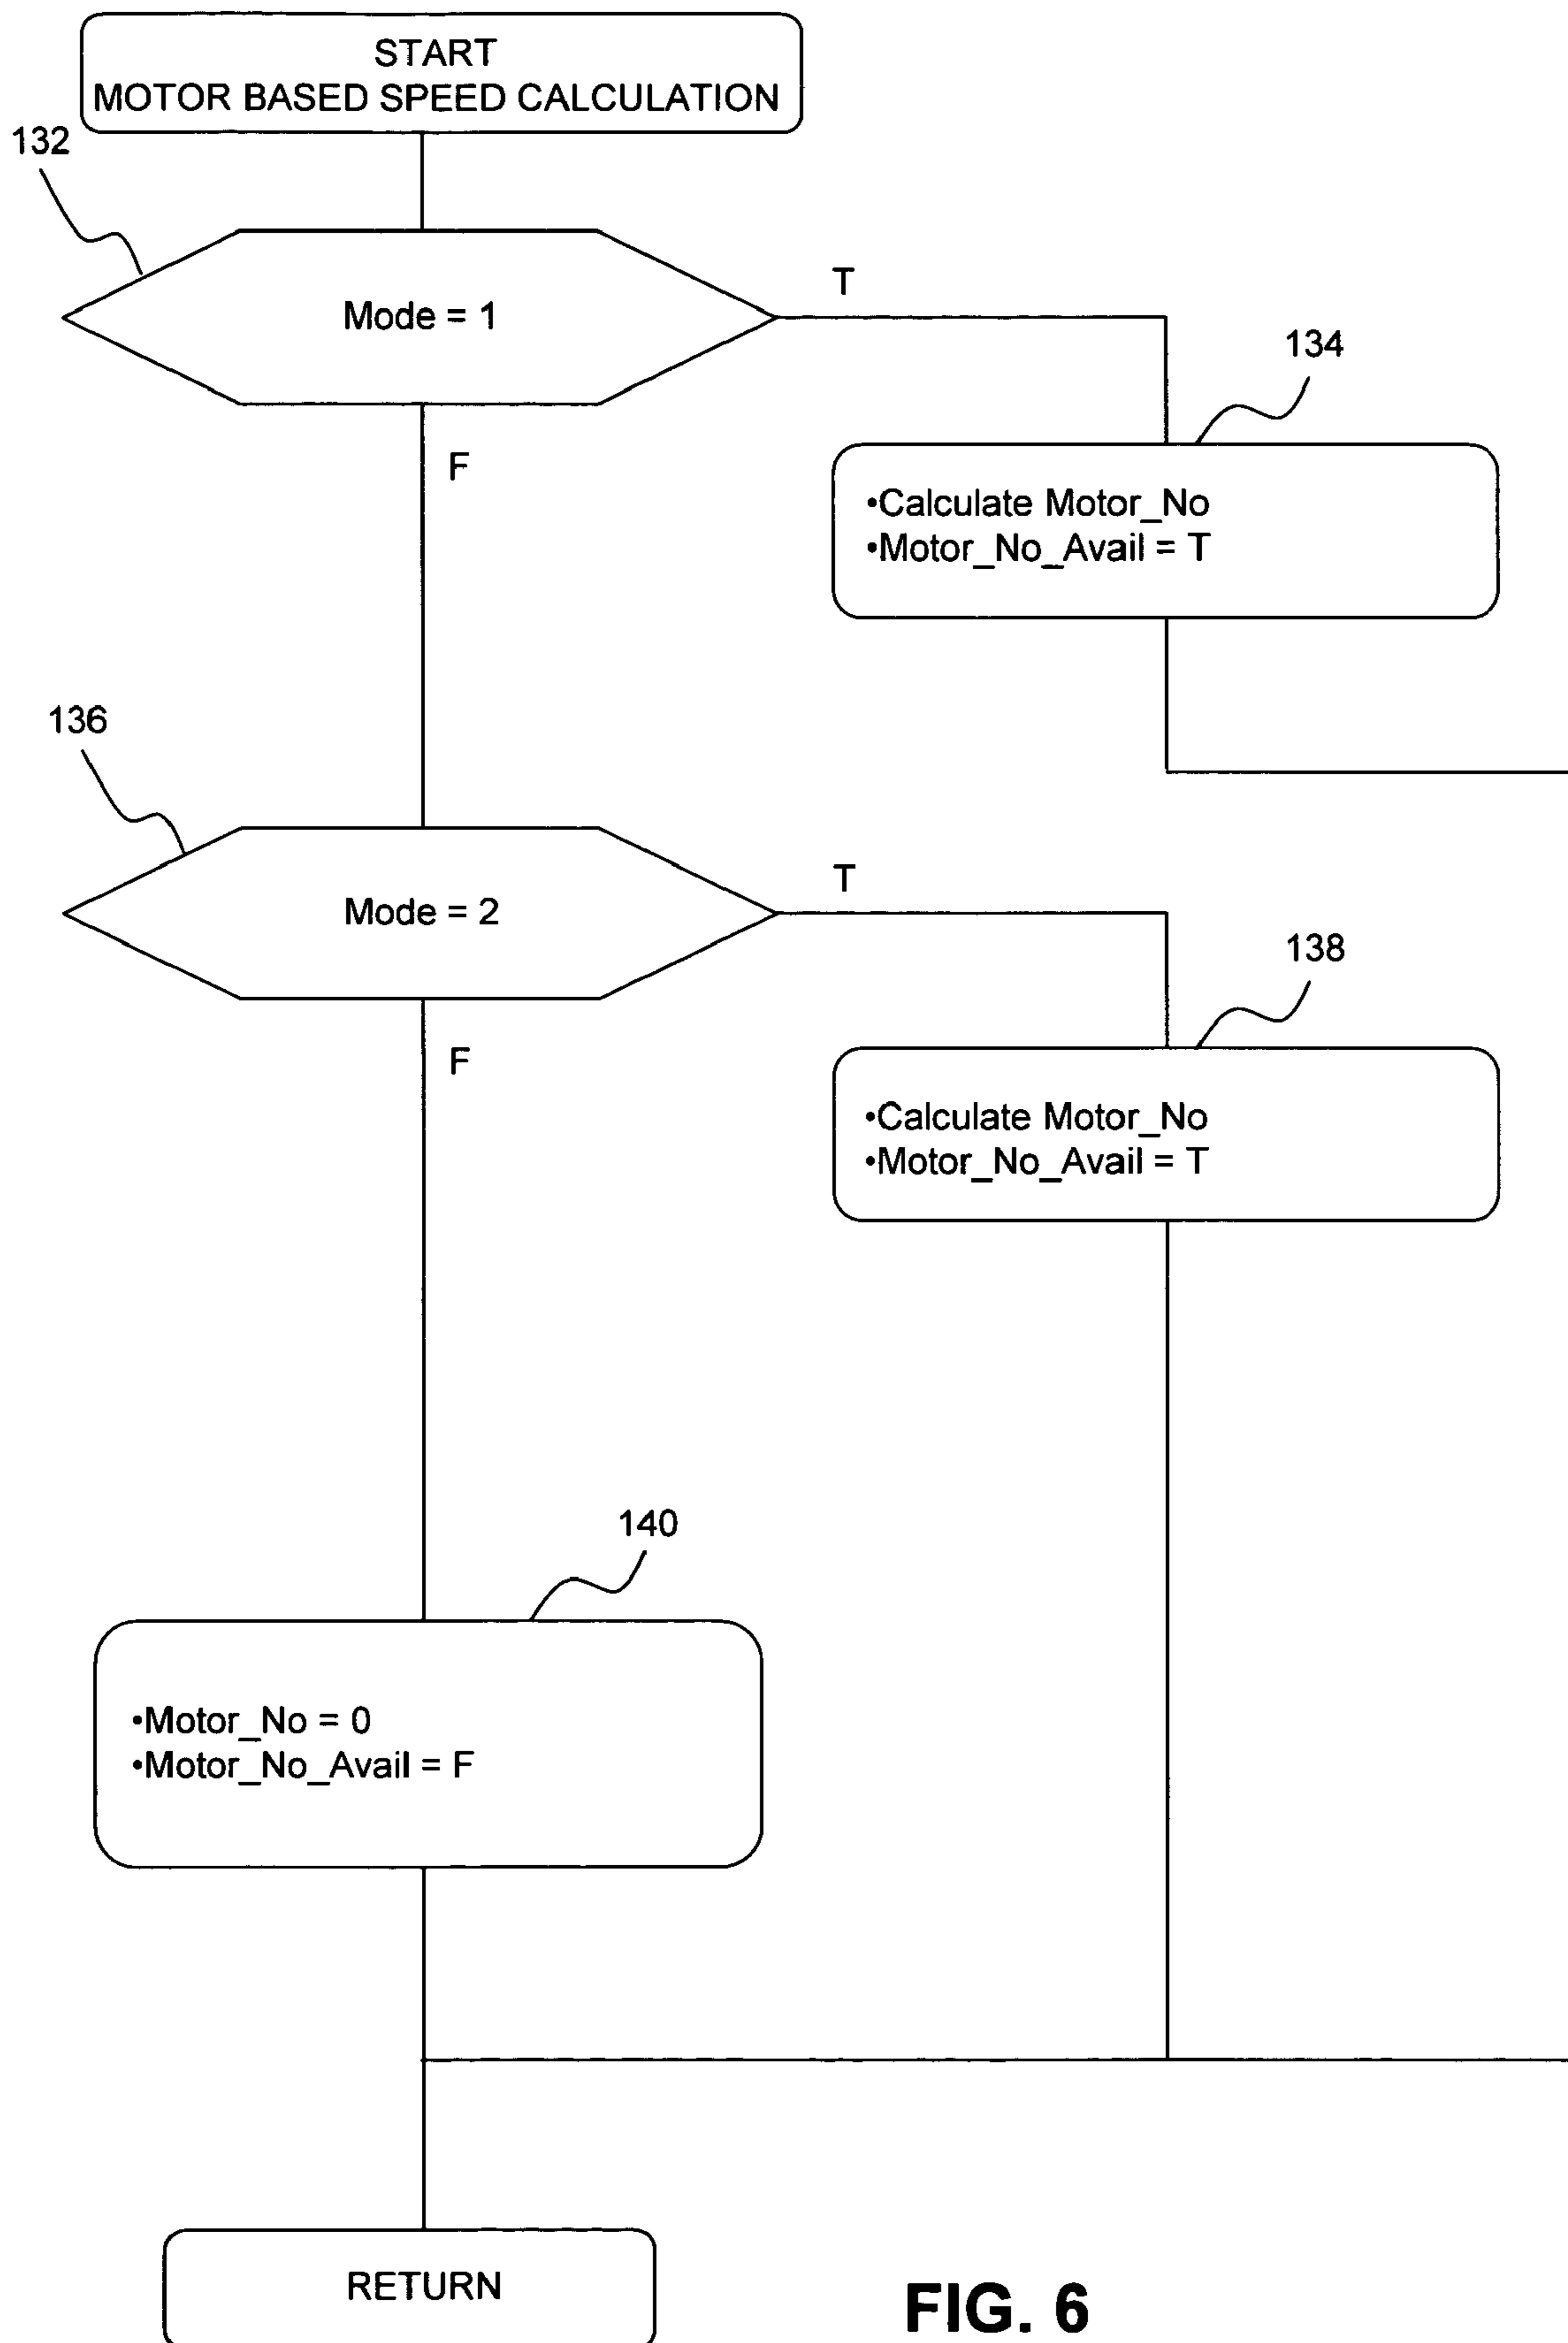 START
MOTOR BASED SPEED CALCULATION
132
Mode = 1
T
134
F
•Calculate Motor_No
•Motor_No_Avail = T
136
Mode = 2
T
138
F
•Calculate Motor_No
•Motor_No_Avail = T
140
•Motor_No = 0
•Motor_No_Avail = F
RETURN
FIG. 6